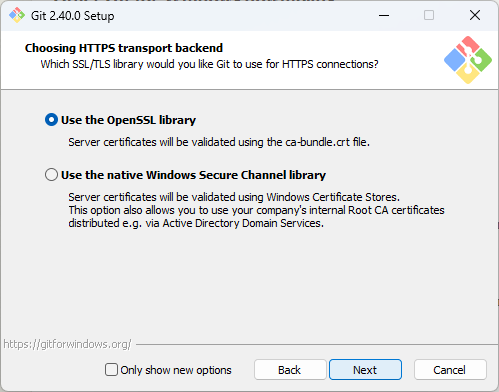 Git 2.40.0 Setup
Choosing HTTPS transport backend
Which SSL/TLS library would you like Git to use for HTTPS connections?
Use the OpenSSL library
Server certificates will be validated using the ca-bundle.crt file.
Use the native Windows Secure Channel library
Server certificates will be validated using Windows Certificate Stores.
This option also allows you to use your company's internal Root CA certificates
distributed e.g. via Active Directory Domain Services.
https://gitforwindows.org/
Only show new options
Back
Next
Cancel